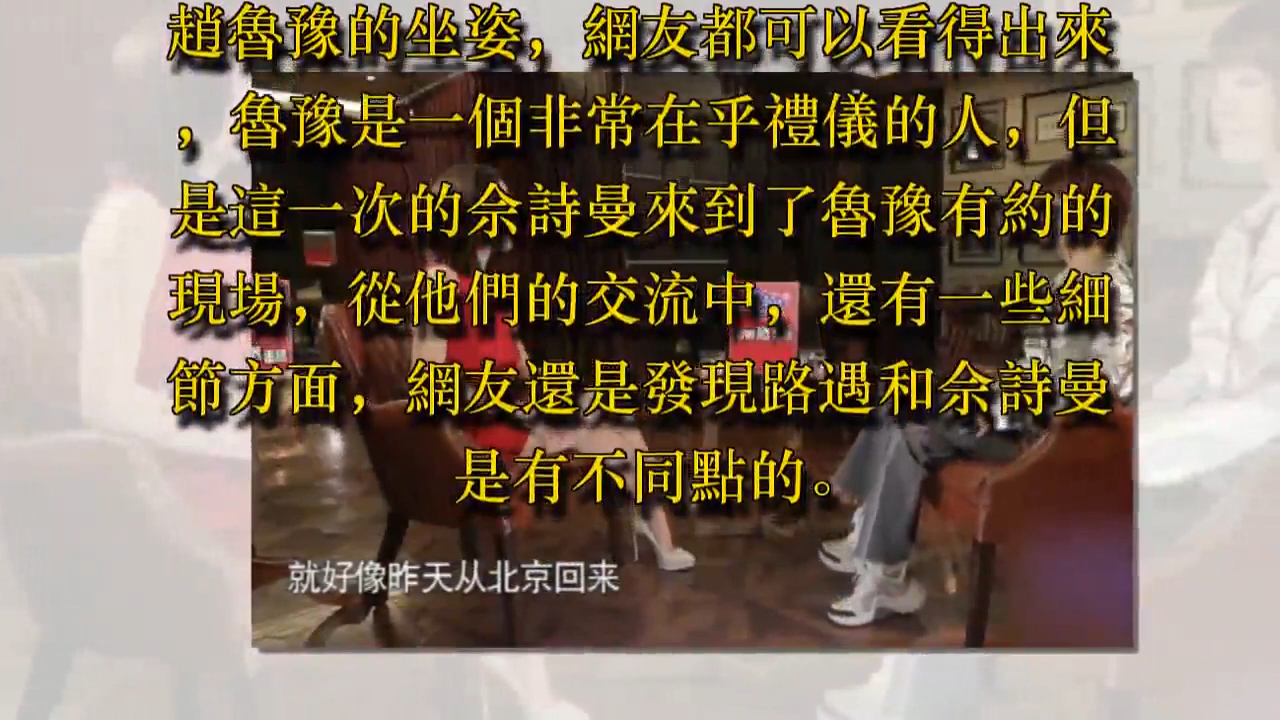 趙魯豫的坐姿，網友都可以看得出來
，魯豫是一個非常在乎禮儀的人，但
是這一次的佘詩曼來到了魯豫有約的
現場，從他們的交流中，還有一些細
節方面，網友還是發現路遇和佘詩曼
是有不同點的。
就好像昨天从北京回来